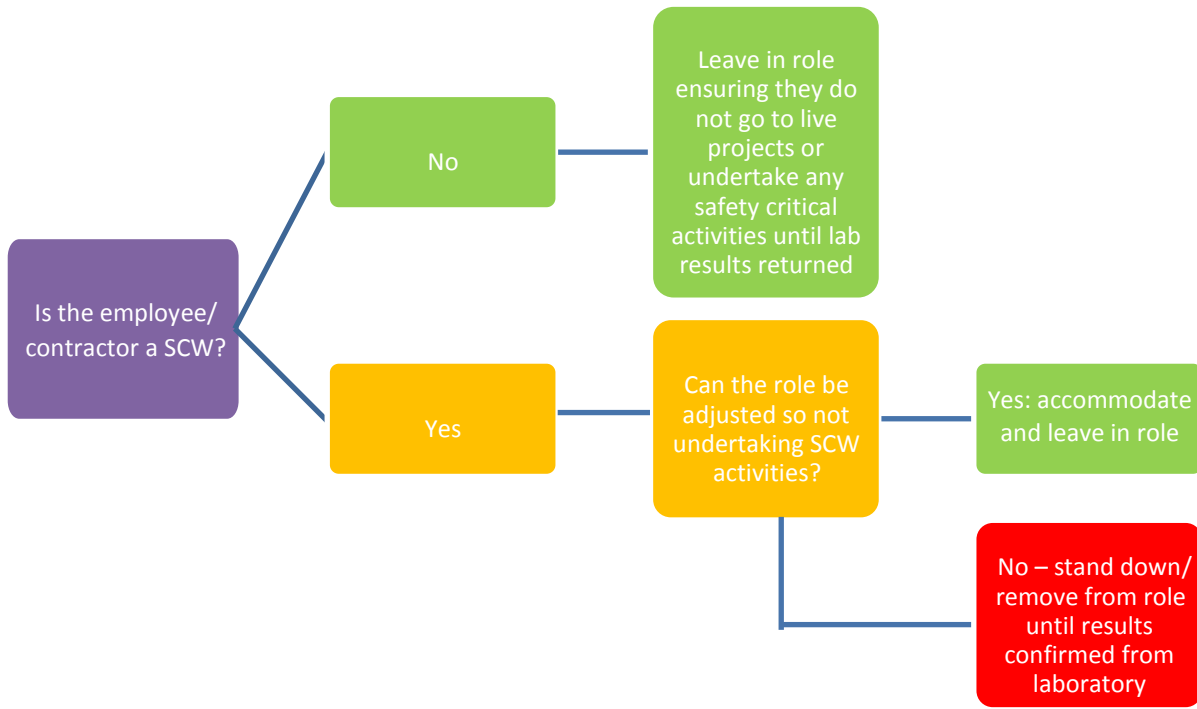 Is the employee/
contractor a SCW?
No
Leave in role
ensuring they do
not go to live
projects or
undertake any
safety critical
activities until lab
results returned
Yes
Can the role be
adjusted so not
undertaking SCW
activities?
Yes: accommodate
and leave in role
No – stand down/
remove from role
until results
confirmed from
laboratory